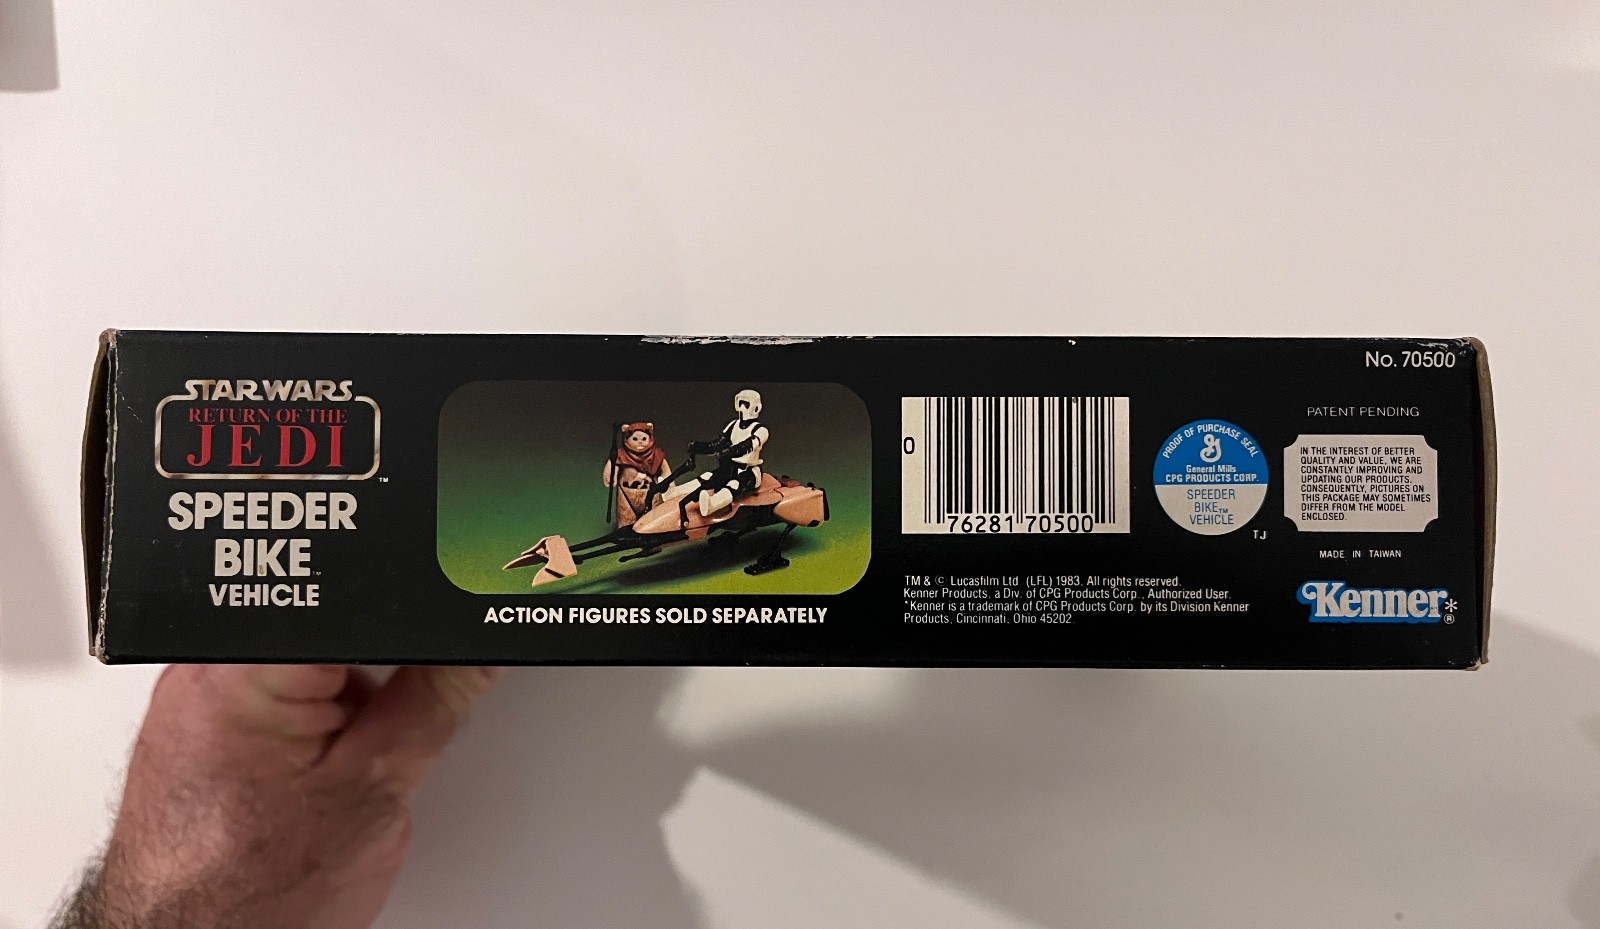 STAR WARS
RETURN OF THE
JEDI
™
SPEEDER
BIKE™
VEHICLE
ACTION FIGURES SOLD SEPARATELY
0
76281 70500
TM & © Lucasfilm Ltd (LFL) 1983. All rights reserved.
Kenner Products, a Div. of CPG Products Corp., Authorized User.
*Kenner is a trademark of CPG Products Corp. by its Division Kenner
Products, Cincinnati, Ohio 45202.
PROOF OF PURCHASE SEAL
G
General Mills
CPG PRODUCTS CORP.
SPEEDER
BIKE™
VEHICLE
TJ
No. 70500
PATENT PENDING
IN THE INTEREST OF BETTER
QUALITY AND VALUE, WE ARE
CONSTANTLY IMPROVING AND
UPDATING OUR PRODUCTS.
CONSEQUENTLY, PICTURES ON
THIS PACKAGE MAY SOMETIMES
DIFFER FROM THE MODEL
ENCLOSED.
MADE IN TAIWAN
Kenner*®